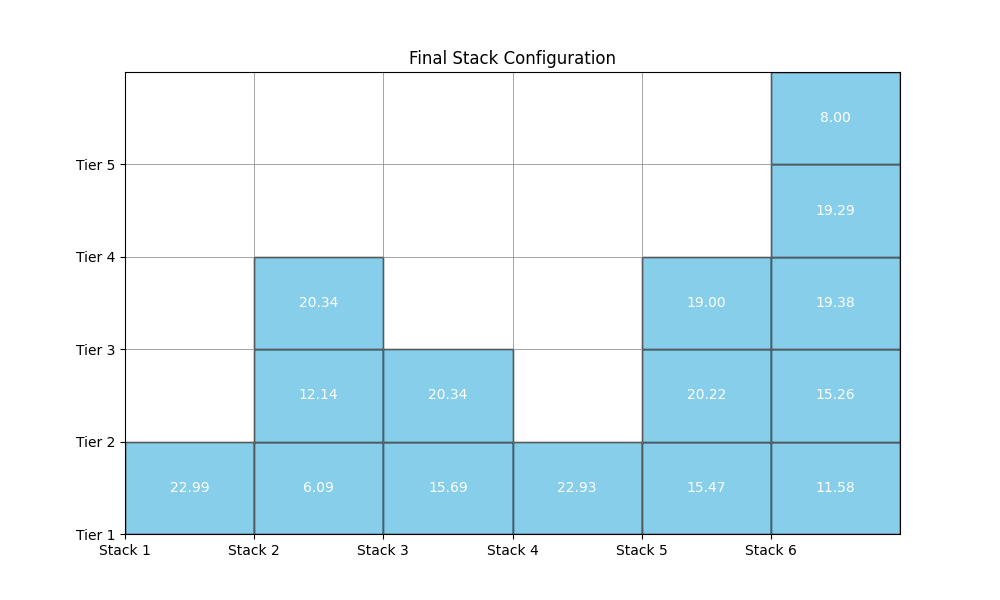 Final Stack Configuration
8.00
Tier 5
19.29
Tier 4
20.34 19.00 19.38
Tier 3
12.14 20.34 20.22 15.26
Tier 2
22.99 6.09 15.69 22.93 15.47 11.58
Tier 1
Stack 1 Stack 2 Stack 3 Stack 4 Stack 5 Stack 6